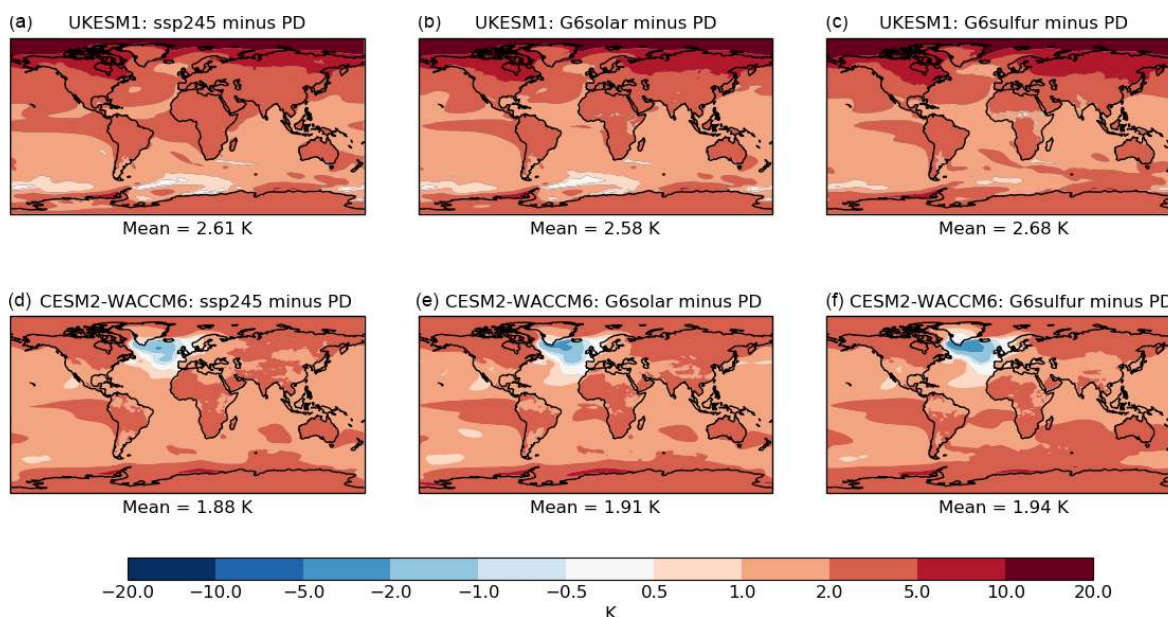 (a) UKESM1: ssp245 minus PD
(b) UKESM1: G6solar minus PD
(c) UKESM1: G6sulfur minus PD
Mean = 2.61 K
Mean = 2.58 K
Mean = 2.68 K
(d) CESM2-WACCM6: ssp245 minus PD
(e) CESM2-WACCM6: G6solar minus PD
(f) CESM2-WACCM6: G6sulfur minus PD
Mean = 1.88 K
Mean = 1.91 K
Mean = 1.94 K
−20.0 −10.0 −5.0 −2.0 −1.0 −0.5 0.5 1.0 2.0 5.0 10.0 20.0
K